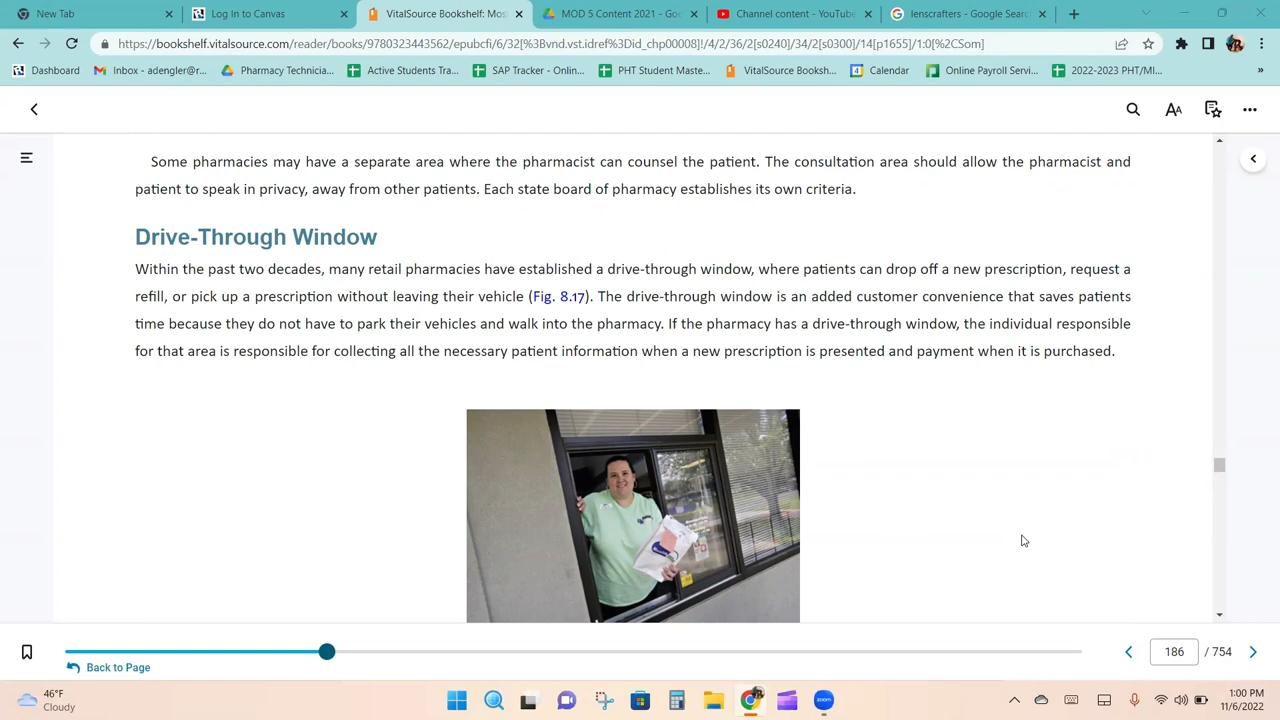 New Tab
Log In to Canvas
VitalSource Bookshelf: Mos
MOD 5 Content 2021 - Go
Channel content - YouTube
lenscrafters - Google Searc
https://bookshelf.vitalsource.com/reader/books/9780323443562/epubcfi/6/32[%3Bvnd.vst.idref%3Did_chp00008]!/4/2/36/2[s0240]/34/2[s0300]/14[p1655]/1:0[%2CSom]
Dashboard
Inbox - adengler@r...
Pharmacy Technicia...
Active Students Tra...
SAP Tracker - Onlin...
PHT Student Maste...
VitalSource Booksh...
Calendar
Online Payroll Servi...
2022-2023 PHT/MI...
Some pharmacies may have a separate area where the pharmacist can counsel the patient. The consultation area should allow the pharmacist and
patient to speak in privacy, away from other patients. Each state board of pharmacy establishes its own criteria.
Drive-Through Window
Within the past two decades, many retail pharmacies have established a drive-through window, where patients can drop off a new prescription, request a
refill, or pick up a prescription without leaving their vehicle (Fig. 8.17). The drive-through window is an added customer convenience that saves patients
time because they do not have to park their vehicles and walk into the pharmacy. If the pharmacy has a drive-through window, the individual responsible
for that area is responsible for collecting all the necessary patient information when a new prescription is presented and payment when it is purchased.
186 / 754
Back to Page
46°F
Cloudy
zoom
1:00 PM
11/6/2022